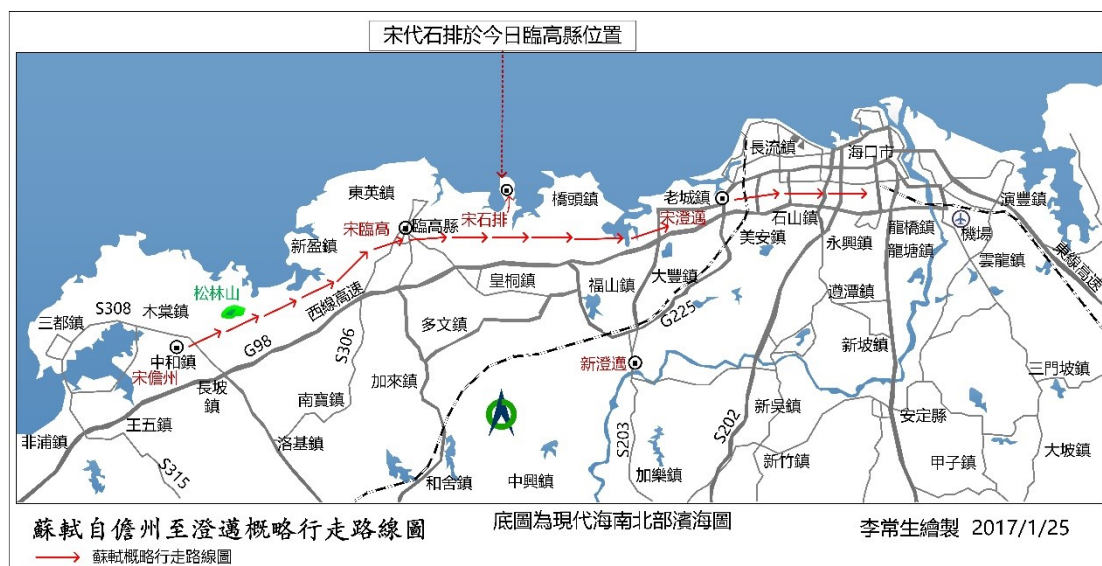 宋代石排於今日臨高縣位置
長流鎮
海口市
東英鎮
橋頭鎮
老城鎮
演豐鎮
宋臨高
臨高縣
宋石排
宋澄邁
石山鎮
龍橋鎮
機場
新盈鎮
美安鎮
永興鎮
龍塘鎮
雲龍鎮
東線高速
松林山
西線高速
皇桐鎮
福山鎮
大豐鎮
S308
木棠鎮
遵潭鎮
三都鎮
多文鎮
G225
G98
S306
中和鎮
新坡鎮
宋儋州
長坡鎮
加來鎮
新澄邁
三門坡鎮
南寶鎮
新吳鎮
安定縣
王五鎮
S202
非浦鎮
洛基鎮
S203
大坡鎮
S315
和舍鎮
中興鎮
加樂鎮
新竹鎮
甲子鎮
蘇軾自儋州至澄邁概略行走路線圖
底圖為現代海南北部濱海圖
李常生繪製 2017/1/25
蘇軾概略行走路線圖